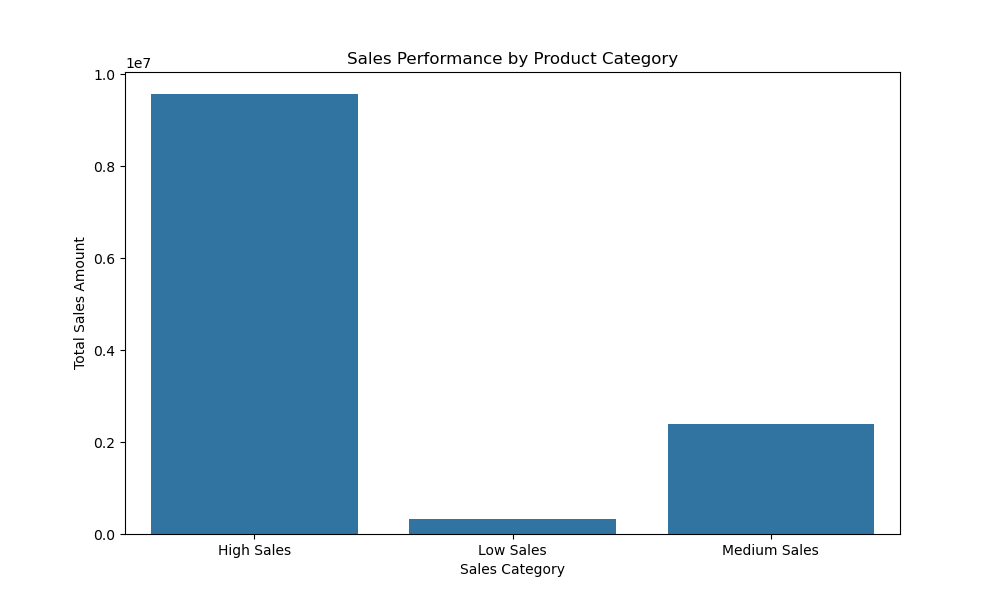 Sales Performance by Product Category
1e7
1.0
0.8
0.6
0.4
0.2
0.0
Total Sales Amount
High Sales
Low Sales
Medium Sales
Sales Category